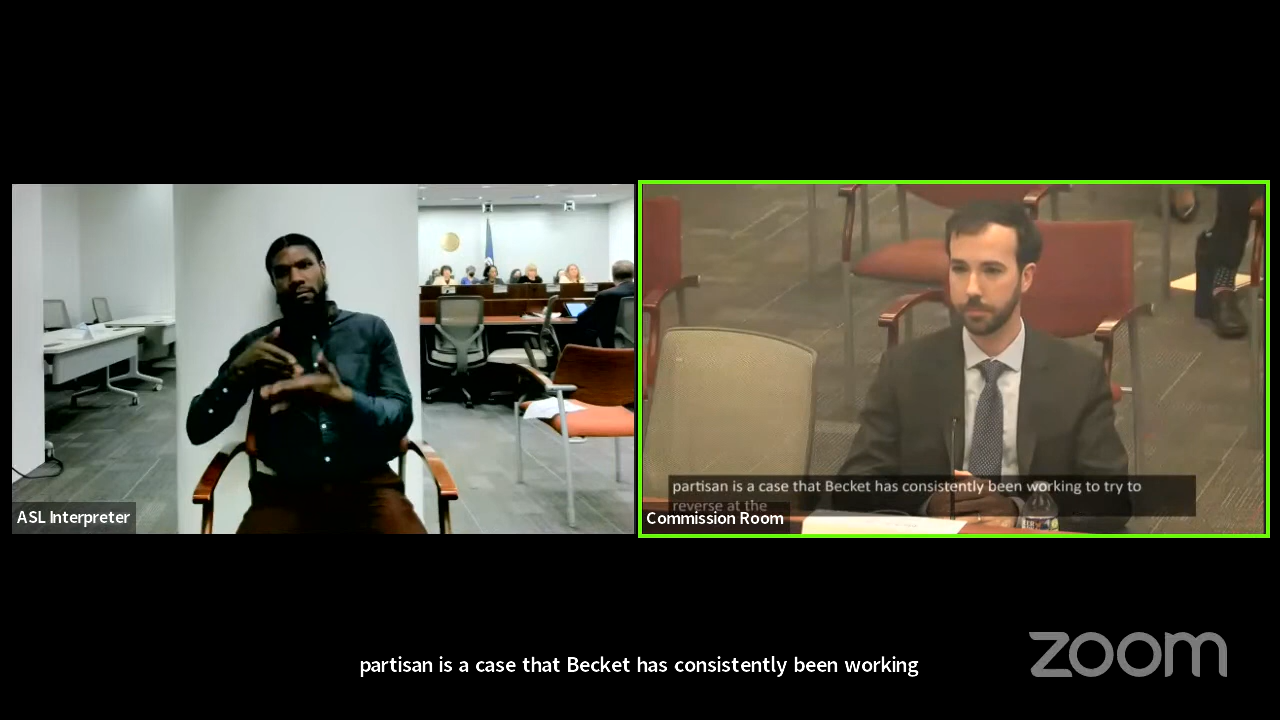 partisan is a case that Becket has consistently been working to try to
reverse at the
ASL Interpreter
Commission Room
partisan is a case that Becket has consistently been working
zoom